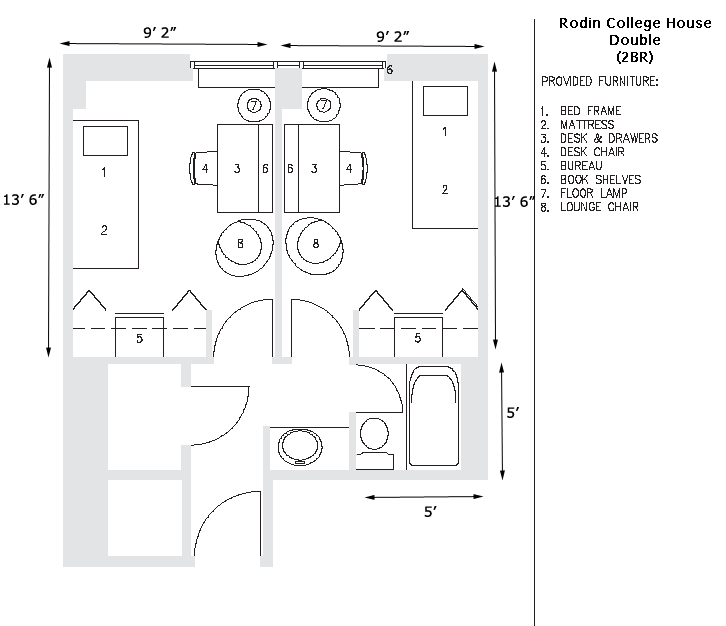 Rodin College House
Double
(2BR)
PROVIDED FURNITURE:
1. BED FRAME
2. MATTRESS
3. DESK & DRAWERS
4. DESK CHAIR
5. BUREAU
6. BOOK SHELVES
7. FLOOR LAMP
8. LOUNGE CHAIR
9' 2" 9' 2"
6
7 7
1 4 3 6 6 3 4 1
2 2
13' 6" 13' 6"
8 8
5 5
5'
5'